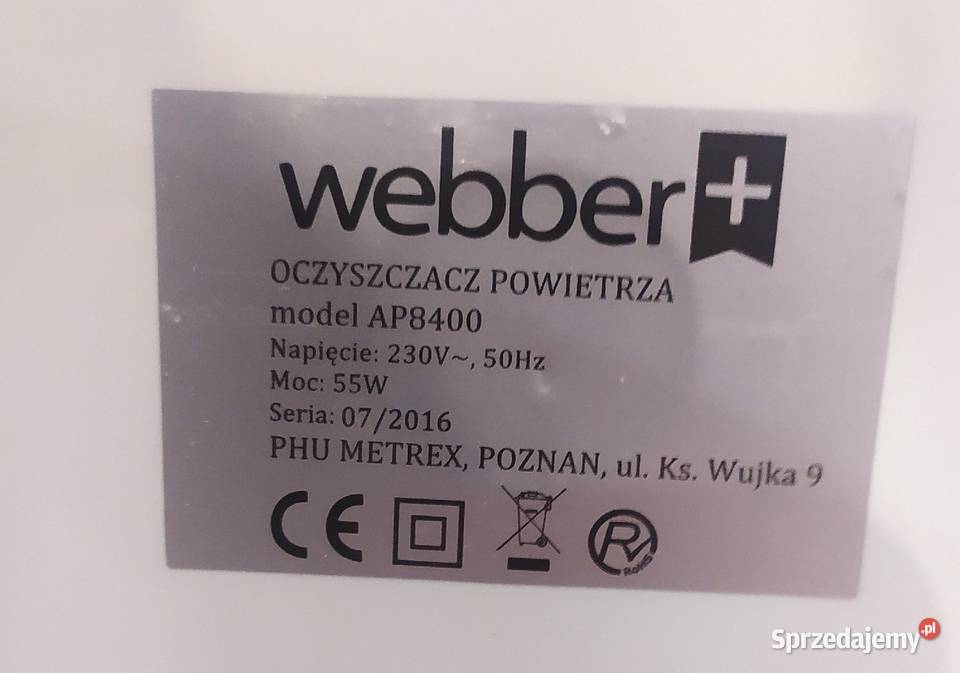 webber+
OCZYSZCZACZ POWIETRZA
model AP8400
Napięcie: 230V~, 50Hz
Moc: 55W
Seria: 07/2016
PHU METREX, POZNAN, ul. Ks. Wujka 9
CE
R
RoHS
Sprzedajemy.pl